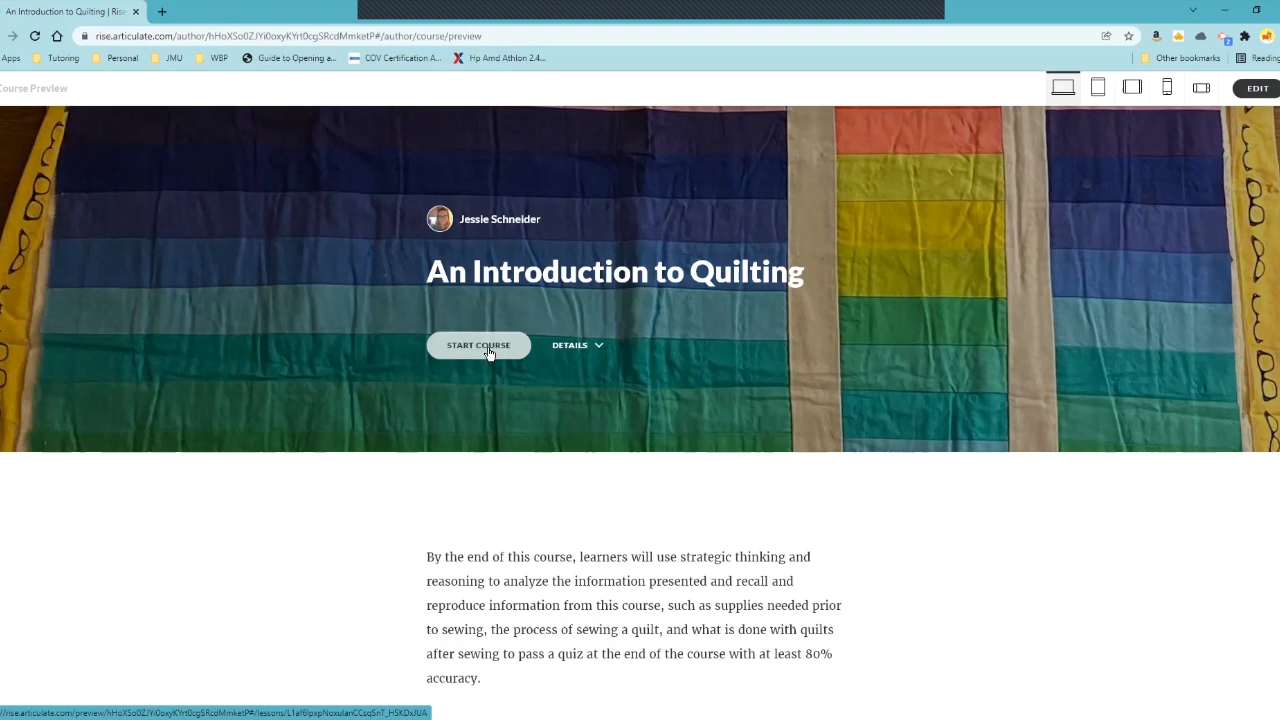 An Introduction to Quilting | Rise
rise.articulate.com/author/hHoXSo0ZJYi0oxyKYrt0cgSRcdMmketP#/author/course/preview
Apps Tutoring Personal JMU WBP Guide to Opening a... COV Certification A... Hp Amd Athlon 2.4... Other bookmarks Reading
Course Preview
EDIT
Jessie Schneider
An Introduction to Quilting
START COURSE DETAILS
By the end of this course, learners will use strategic thinking and
reasoning to analyze the information presented and recall and
reproduce information from this course, such as supplies needed prior
to sewing, the process of sewing a quilt, and what is done with quilts
after sewing to pass a quiz at the end of the course with at least 80%
accuracy.